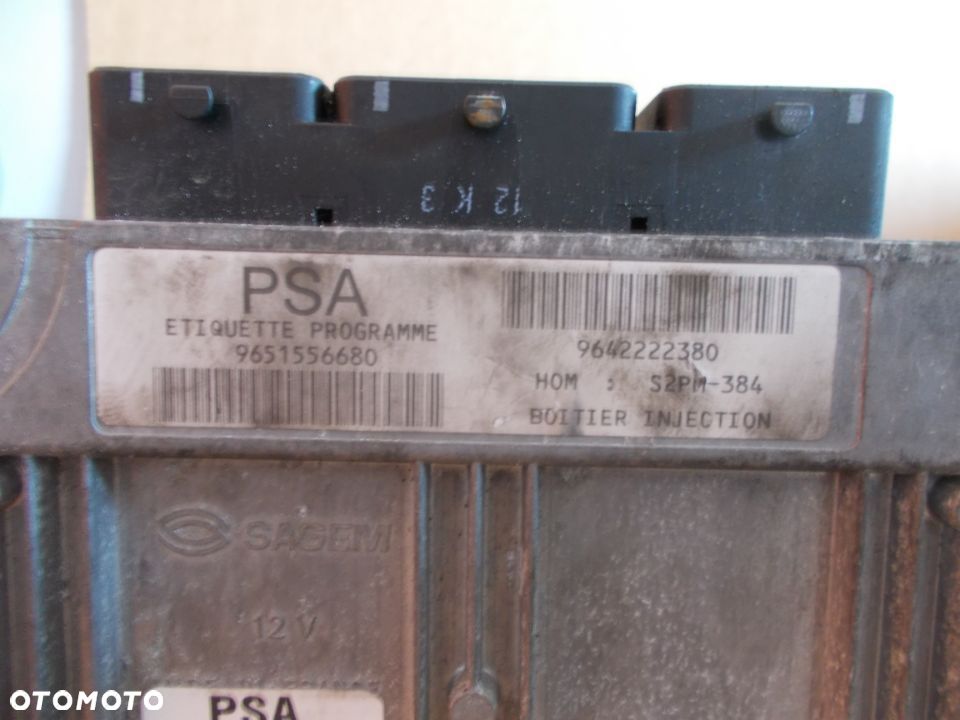 12 K 3
PSA
ETIQUETTE PROGRAMME
9651556680
9642222380
HOM : S2PM-384
BOITIER INJECTION
SAGEM
12 V
PSA
OTOMOTO